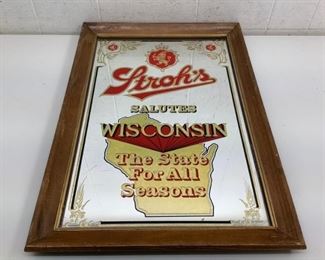 Stroh's
SALUTES
WISCONSIN
The State
For All
Seasons